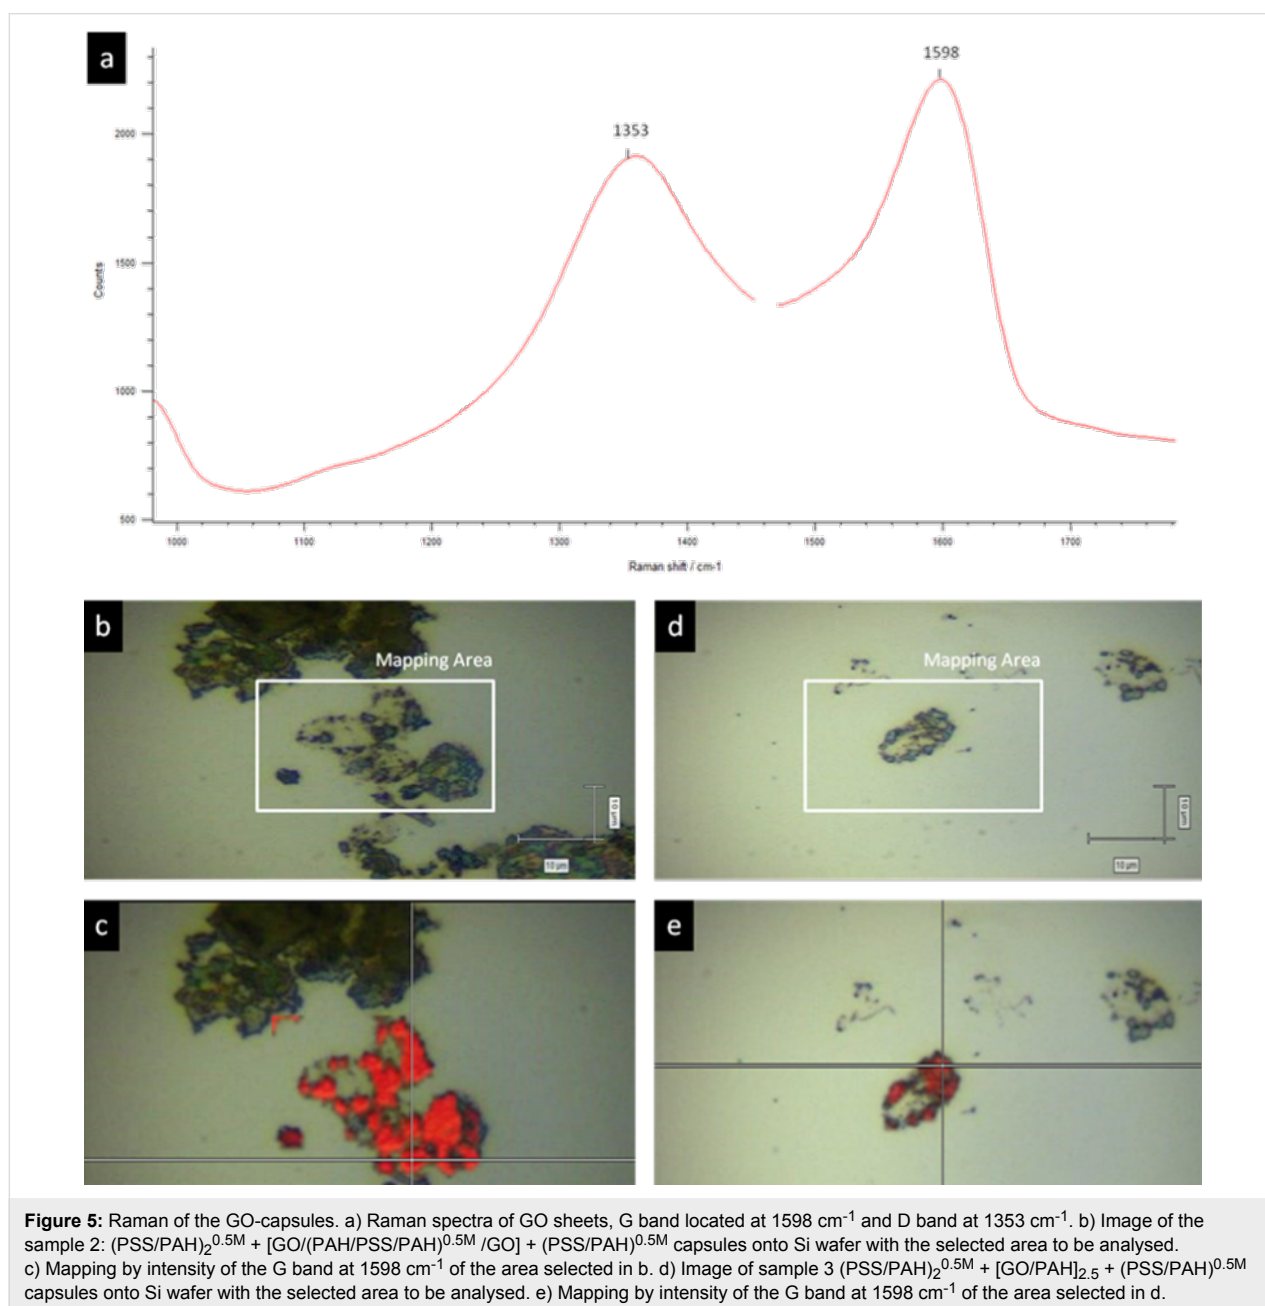 a
1353
1598
2000
1500
1000
500
Counts
1000 1100 1200 1300 1400 1500 1600 1700
Raman shift / cm-1
b
Mapping Area
10 µm
10 µm
d
Mapping Area
10 µm
10 µm
c
e
Figure 5: Raman of the GO-capsules. a) Raman spectra of GO sheets, G band located at 1598 cm⁻¹ and D band at 1353 cm⁻¹. b) Image of the
sample 2: (PSS/PAH)₂⁰·⁵ᴹ + [GO/(PAH/PSS/PAH)⁰·⁵ᴹ /GO] + (PSS/PAH)⁰·⁵ᴹ capsules onto Si wafer with the selected area to be analysed.
c) Mapping by intensity of the G band at 1598 cm⁻¹ of the area selected in b. d) Image of sample 3 (PSS/PAH)₂⁰·⁵ᴹ + [GO/PAH]₂.₅ + (PSS/PAH)⁰·⁵ᴹ
capsules onto Si wafer with the selected area to be analysed. e) Mapping by intensity of the G band at 1598 cm⁻¹ of the area selected in d.